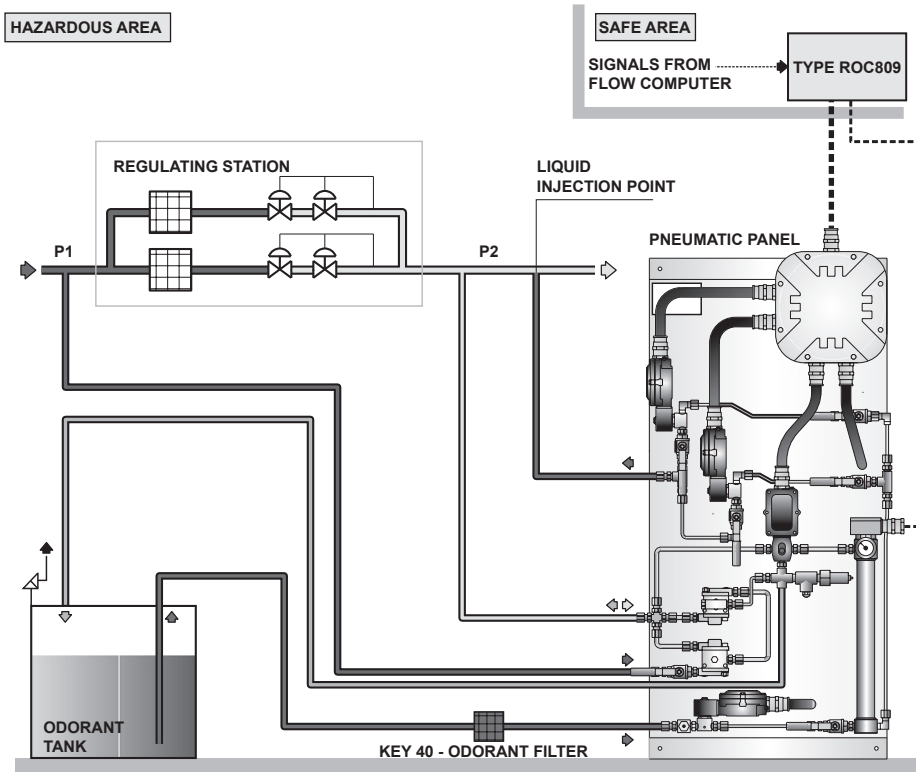 HAZARDOUS AREA
SAFE AREA
SIGNALS FROM
FLOW COMPUTER
TYPE ROC809
REGULATING STATION
LIQUID
INJECTION POINT
P1
P2
PNEUMATIC PANEL
ODORANT
TANK
KEY 40 - ODORANT FILTER